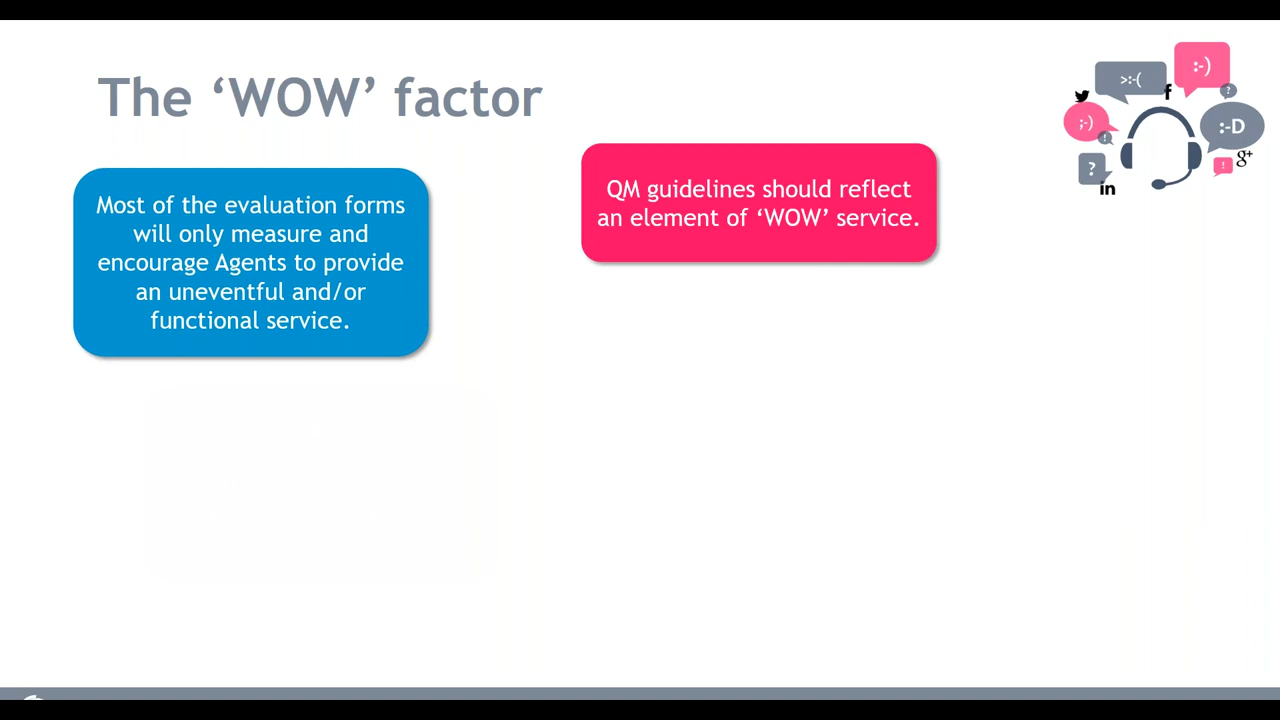 The ‘WOW’ factor
Most of the evaluation forms
will only measure and
encourage Agents to provide
an uneventful and/or
functional service.
QM guidelines should reflect
an element of ‘WOW’ service.
>:-(
:-)
f
?
;-)
!
:-D
?
in
!
g+